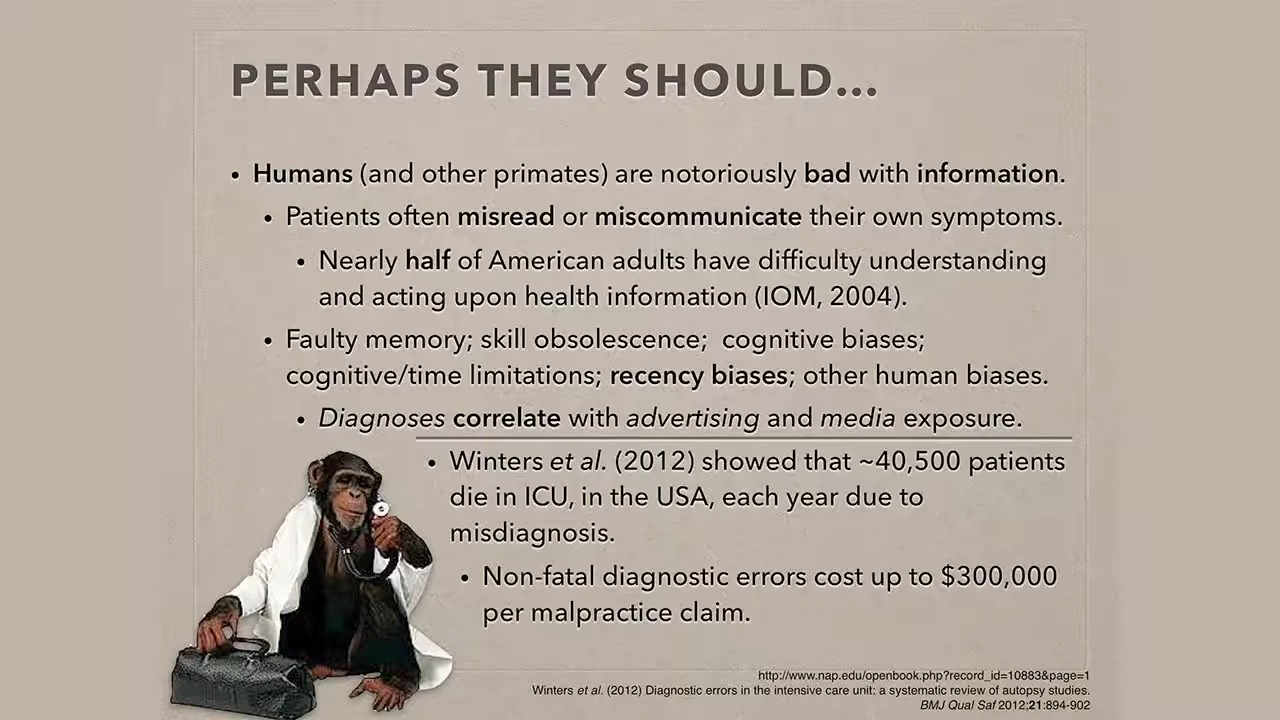 PERHAPS THEY SHOULD...
• Humans (and other primates) are notoriously bad with information.
• Patients often misread or miscommunicate their own symptoms.
• Nearly half of American adults have difficulty understanding
and acting upon health information (IOM, 2004).
• Faulty memory; skill obsolescence;  cognitive biases;
cognitive/time limitations; recency biases; other human biases.
• Diagnoses correlate with advertising and media exposure.
• Winters et al. (2012) showed that ~40,500 patients
die in ICU, in the USA, each year due to
misdiagnosis.
• Non-fatal diagnostic errors cost up to $300,000
per malpractice claim.
http://www.nap.edu/openbook.php?record_id=10883&page=1
Winters et al. (2012) Diagnostic errors in the intensive care unit: a systematic review of autopsy studies.
BMJ Qual Saf 2012;21:894-902